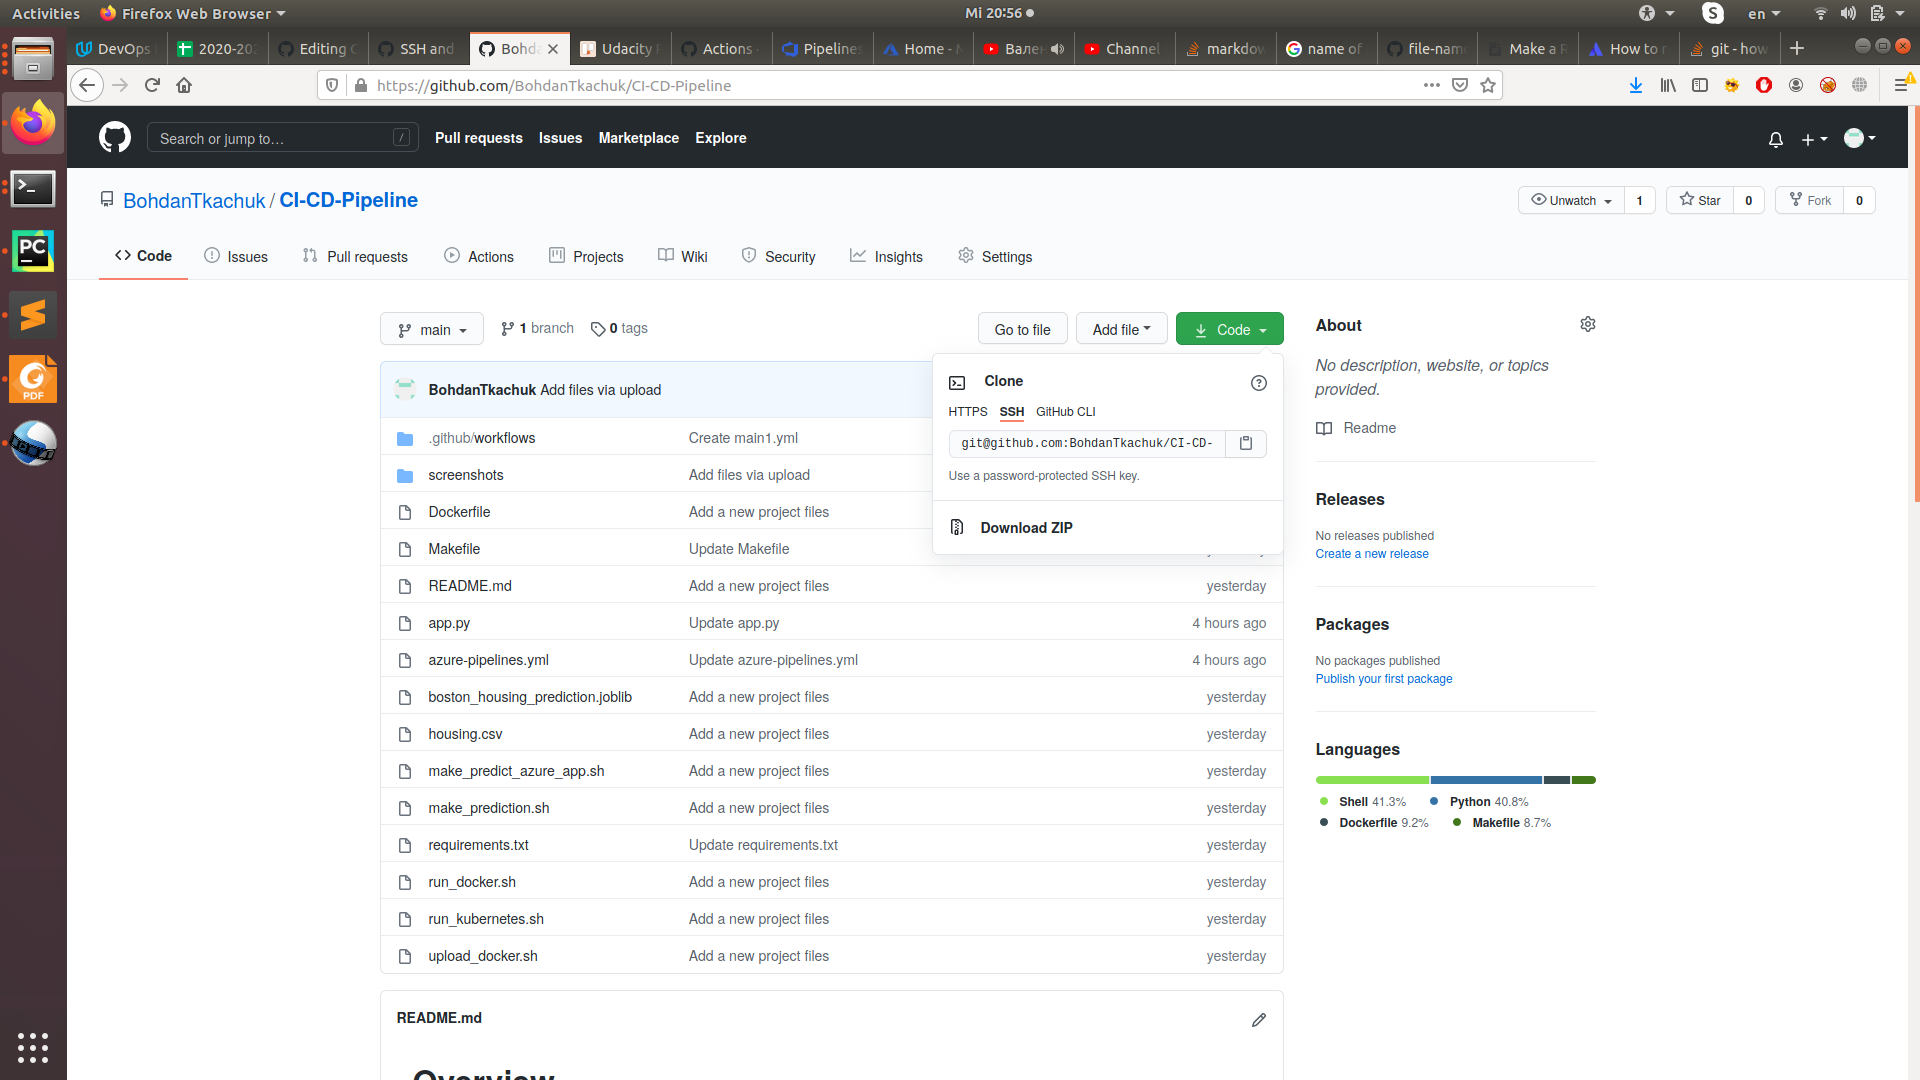 Activities Firefox Web Browser Mi 20:56 en
DevOps 2020-202 Editing SSH and Bohda Udacity Actions Pipelines Home - Вален Channel markdow name of file-nam Make a R How to git - how
https://github.com/BohdanTkachuk/CI-CD-Pipeline
Search or jump to… / Pull requests Issues Marketplace Explore
BohdanTkachuk / CI-CD-Pipeline Unwatch 1 Star 0 Fork 0
Code Issues Pull requests Actions Projects Wiki Security Insights Settings
main 1 branch 0 tags Go to file Add file Code
BohdanTkachuk Add files via upload
.github/workflows Create main1.yml
screenshots Add files via upload
Dockerfile Add a new project files
Makefile Update Makefile
README.md Add a new project files yesterday
app.py Update app.py 4 hours ago
azure-pipelines.yml Update azure-pipelines.yml 4 hours ago
boston_housing_prediction.joblib Add a new project files yesterday
housing.csv Add a new project files yesterday
make_predict_azure_app.sh Add a new project files yesterday
make_prediction.sh Add a new project files yesterday
requirements.txt Update requirements.txt yesterday
run_docker.sh Add a new project files yesterday
run_kubernetes.sh Add a new project files yesterday
upload_docker.sh Add a new project files yesterday
README.md
Overview
Clone
HTTPS SSH GitHub CLI
git@github.com:BohdanTkachuk/CI-CD-
Use a password-protected SSH key.
Download ZIP
About
No description, website, or topics
provided.
Readme
Releases
No releases published
Create a new release
Packages
No packages published
Publish your first package
Languages
Shell 41.3% Python 40.8%
Dockerfile 9.2% Makefile 8.7%
PC
PDF